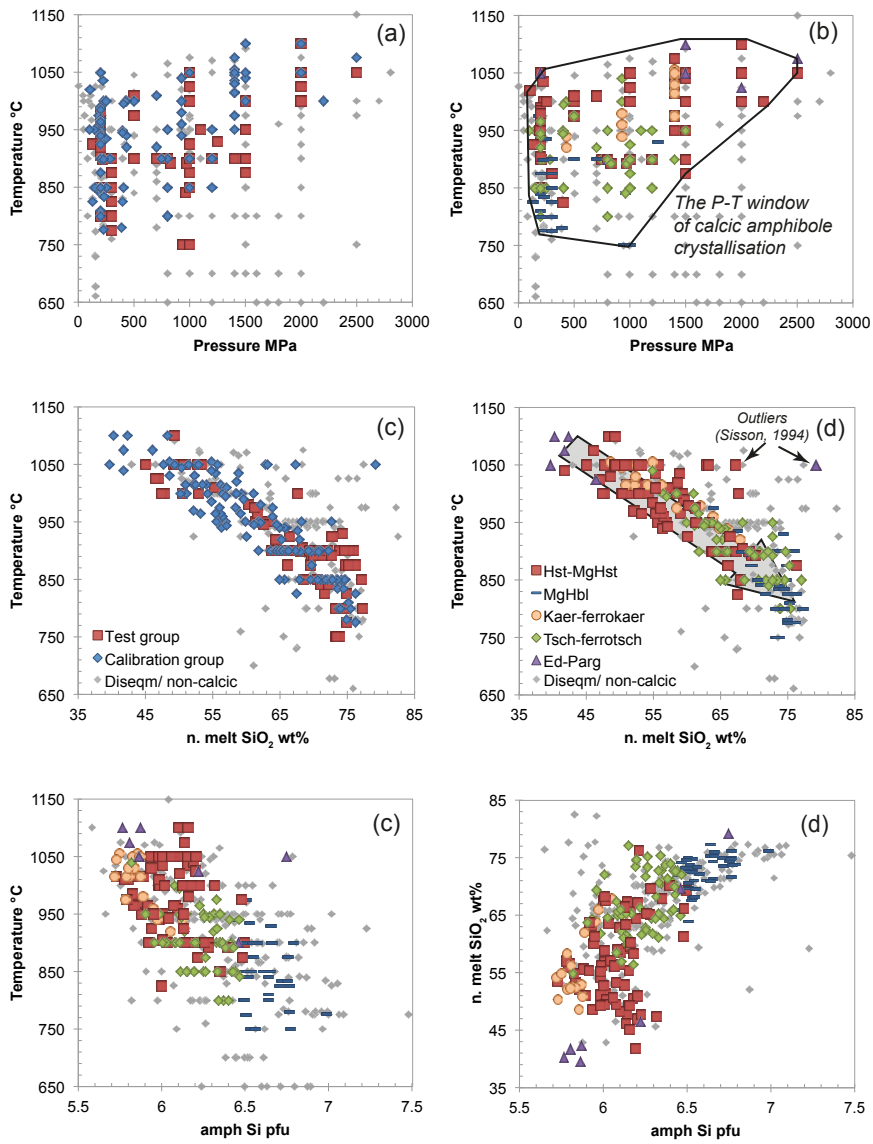 (a)
Temperature °C
1150
1050
950
850
750
650
0 500 1000 1500 2000 2500 3000
Pressure MPa
(b)
Temperature °C
1150
1050
950
850
750
650
The P-T window
of calcic amphibole
crystallisation
0 500 1000 1500 2000 2500 3000
Pressure MPa
(c)
Temperature °C
1150
1050
950
850
750
650
Test group
Calibration group
Diseqm/ non-calcic
35 45 55 65 75 85
n. melt SiO₂ wt%
(d)
Outliers
(Sisson, 1994)
Temperature °C
1150
1050
950
850
750
650
Hst-MgHst
MgHbl
Kaer-ferrokaer
Tsch-ferrotsch
Ed-Parg
Diseqm/ non-calcic
35 45 55 65 75 85
n. melt SiO₂ wt%
(c)
Temperature °C
1150
1050
950
850
750
650
5.5 6 6.5 7 7.5
amph Si pfu
(d)
n. melt SiO₂ wt%
85
75
65
55
45
35
5.5 6 6.5 7 7.5
amph Si pfu